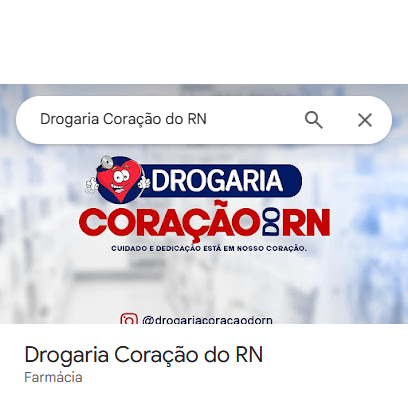 Drogaria Coração do RN
DROGARIA
CORAÇÃO DO RN
CUIDADO E DEDICAÇÃO ESTÁ EM NOSSO CORAÇÃO.
@drogariacoracaodorn
Drogaria Coração do RN
Farmácia